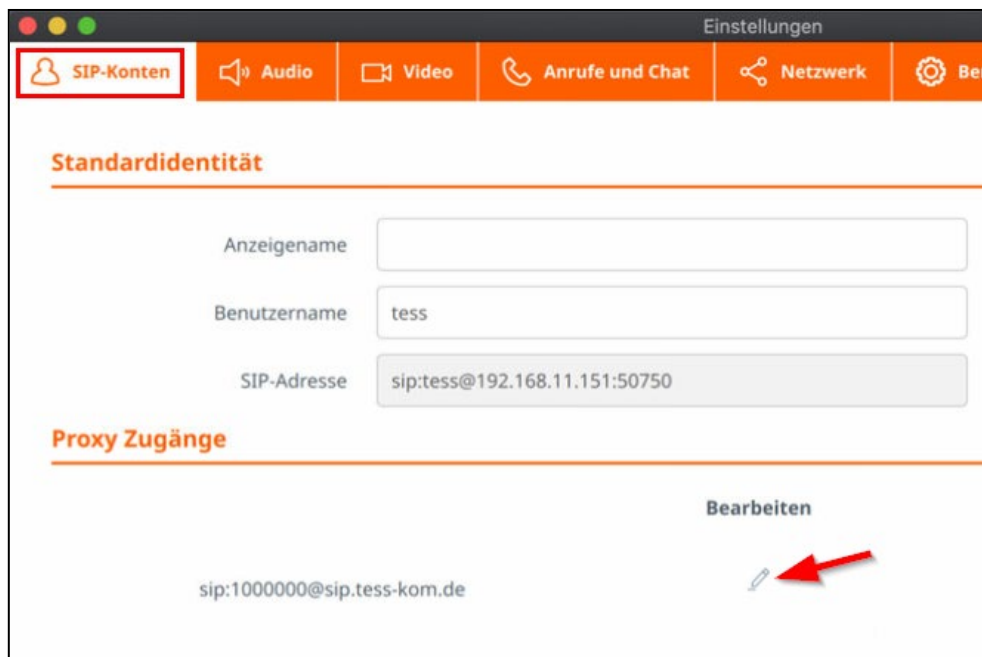 Einstellungen
SIP-Konten Audio Video Anrufe und Chat Netzwerk
Standardidentität
Anzeigename
Benutzername tess
SIP-Adresse sip:tess@192.168.11.151:50750
Proxy Zugänge
Bearbeiten
sip:1000000@sip.tess-kom.de